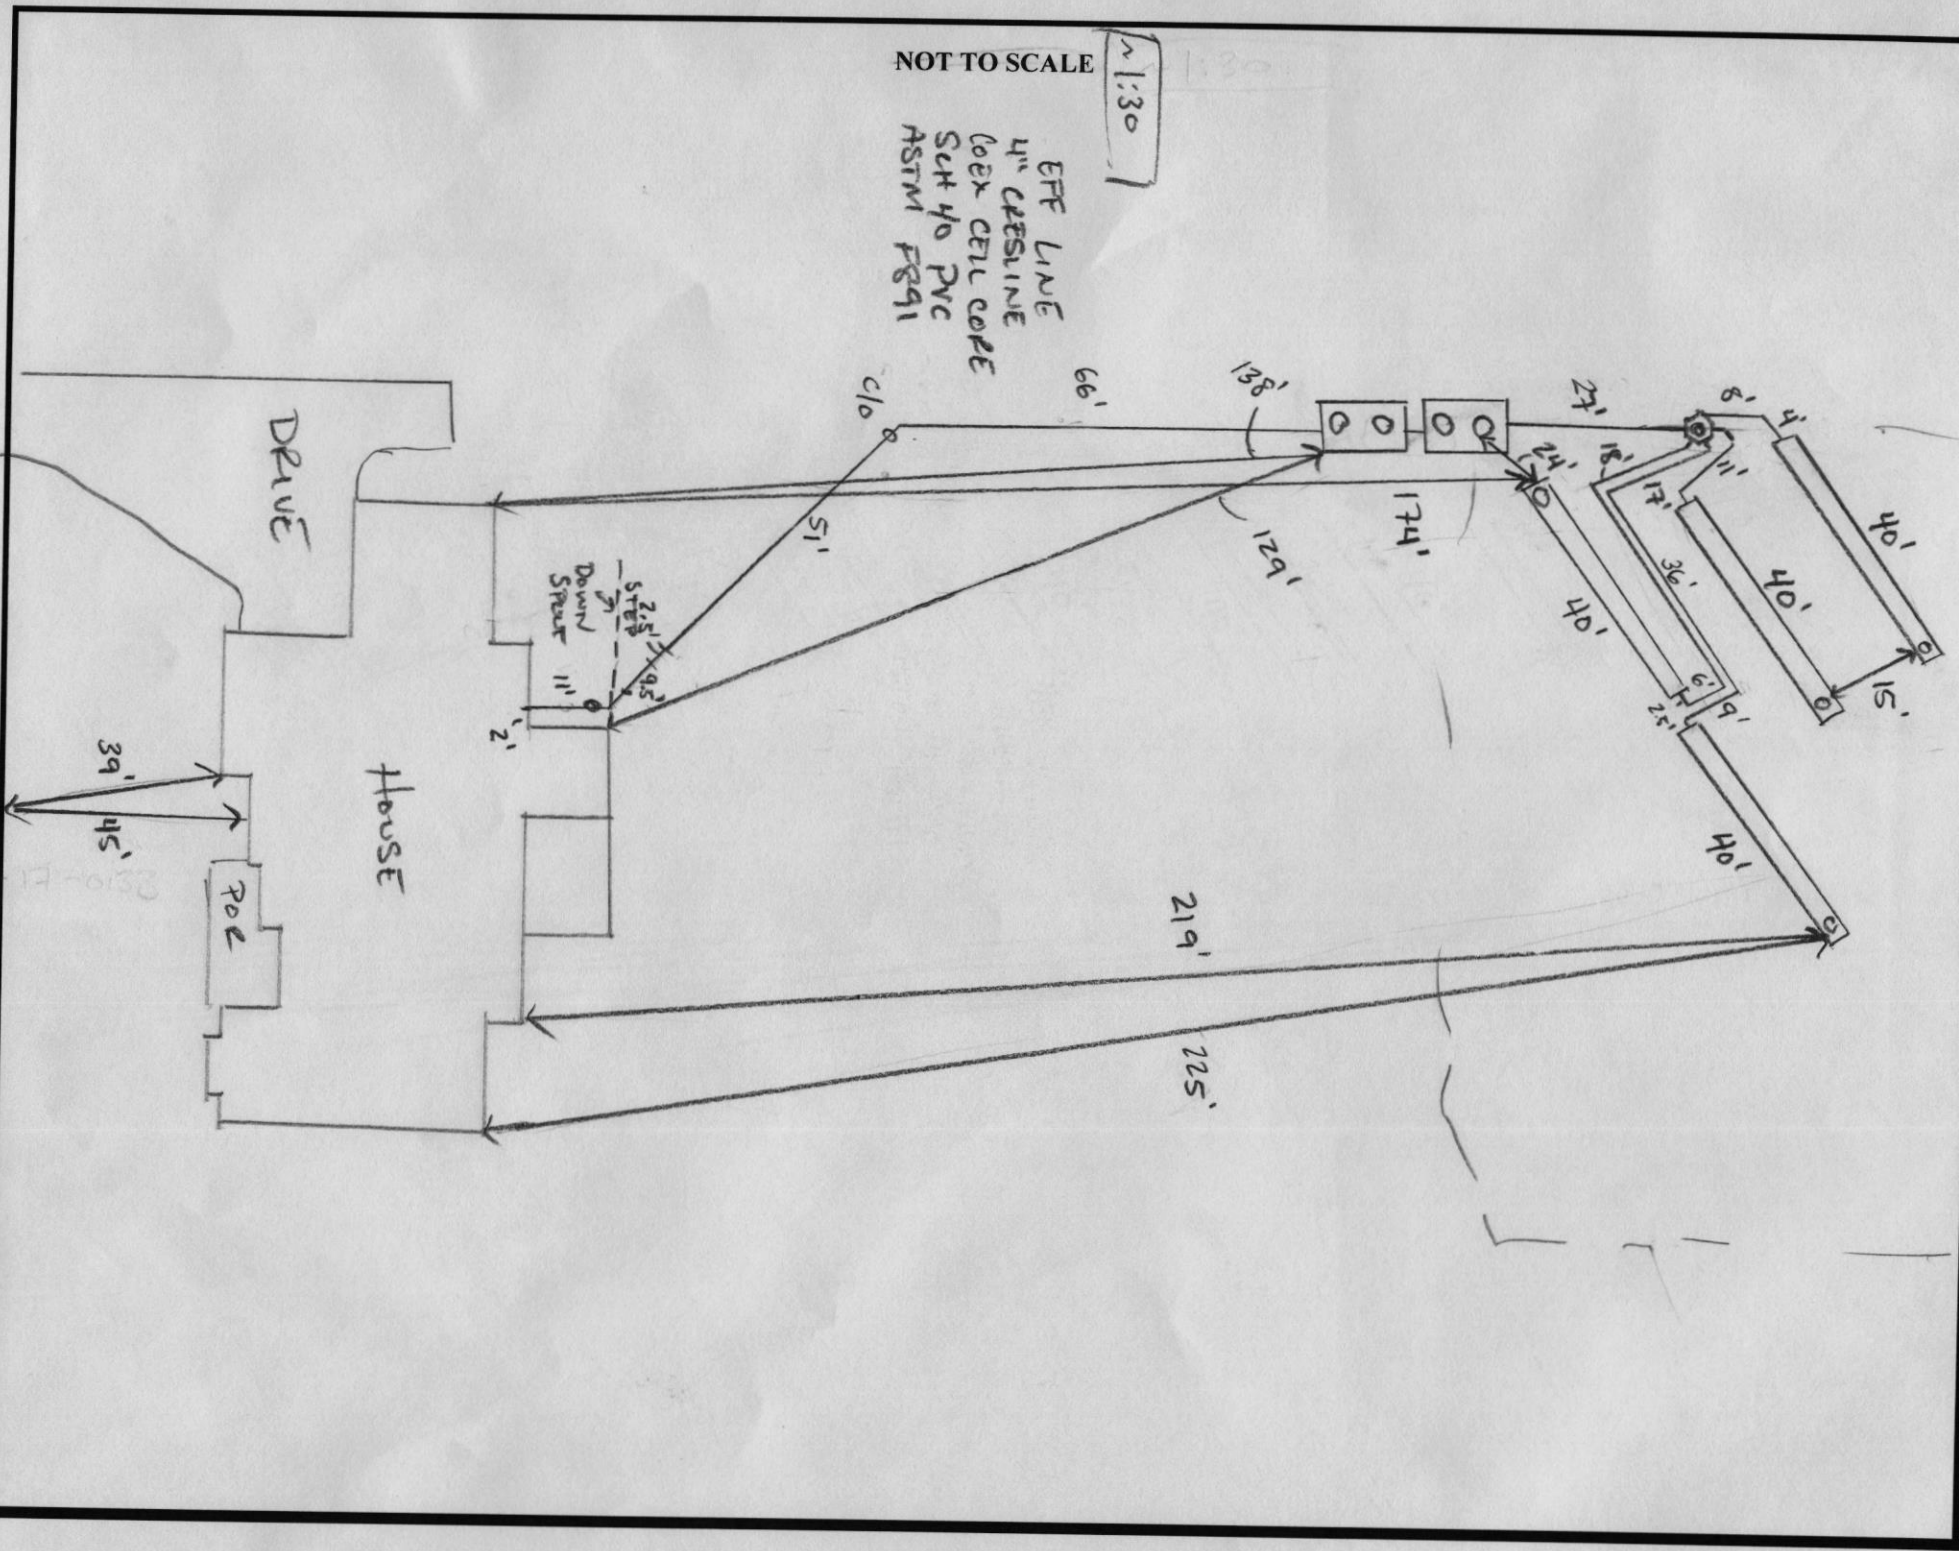 NOT TO SCALE
~1:30
EFF LINE
4" CRESLINE
COEX CELL CORE
SCH 40 PVC
ASTM F891
C/O
66'
138'
27'
8'
4'
24'
18'
17'
11'
40'
51'
129'
174'
36'
40'
40'
15'
6'
9'
2.5'
40'
DRIVE
DOWN
SPOUT
2.5'
STEP
9.5'
11'
2'
39'
45'
HOUSE
POR
219'
225'